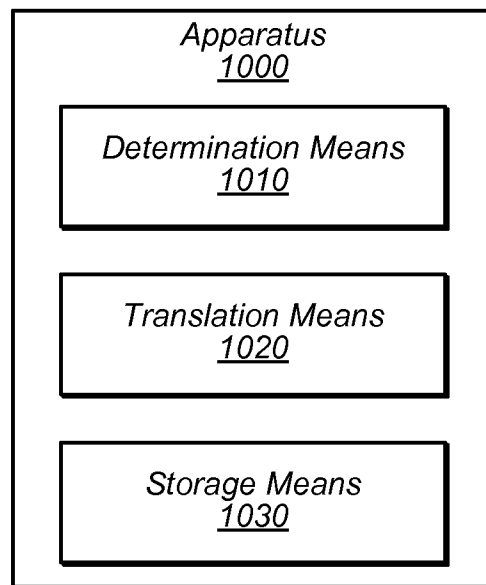 Apparatus
1000
Determination Means
1010
Translation Means
1020
Storage Means
1030